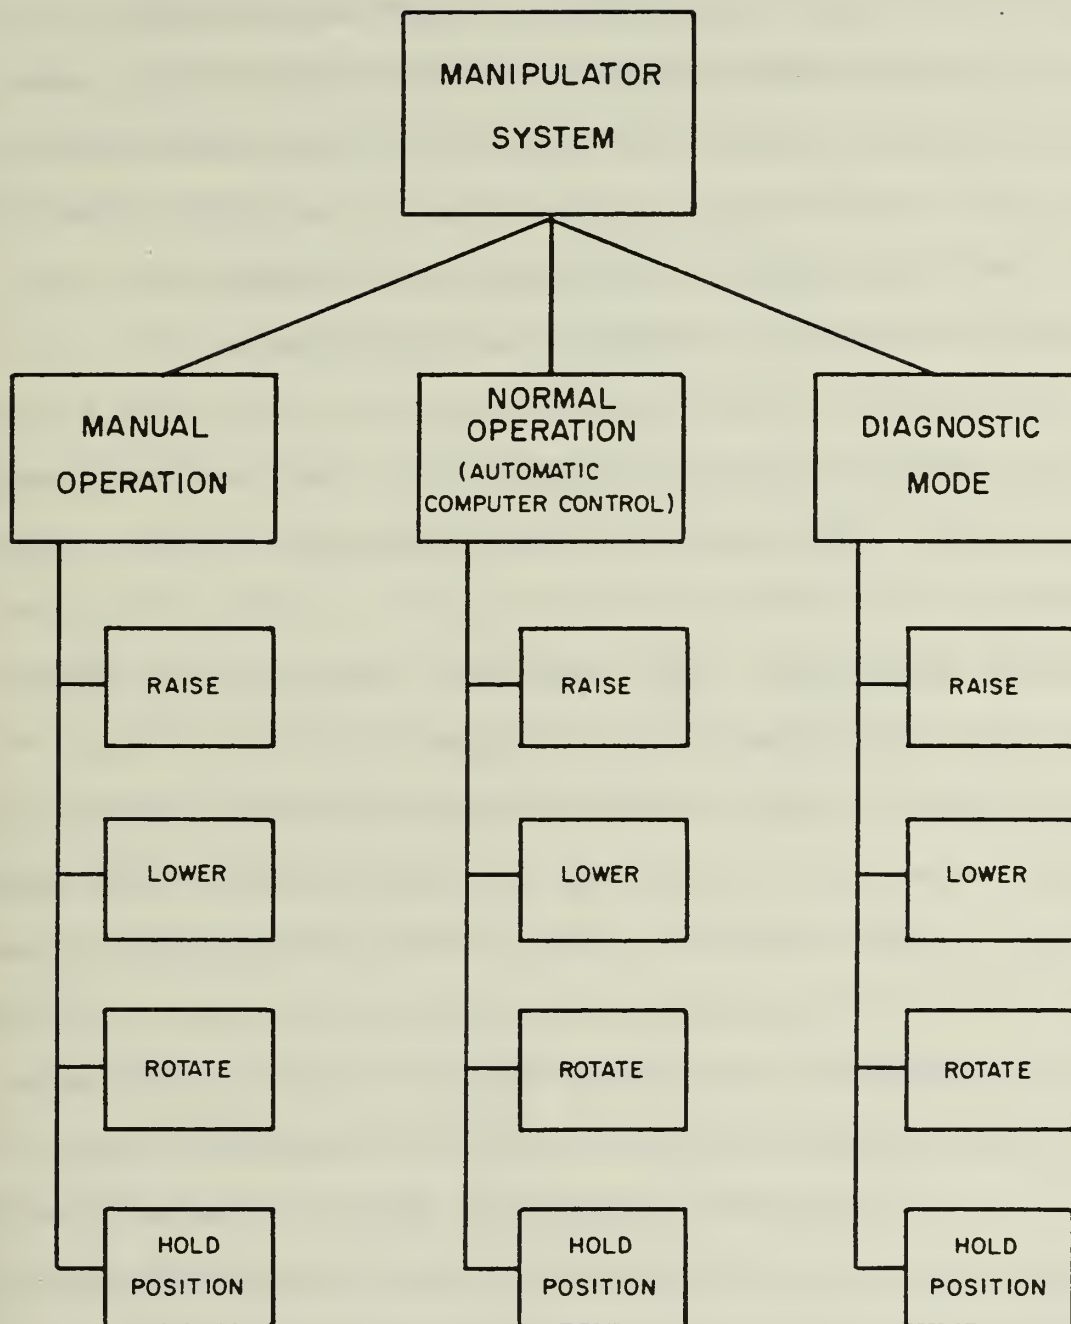 MANIPULATOR
SYSTEM
MANUAL
OPERATION
NORMAL
OPERATION
(AUTOMATIC
COMPUTER CONTROL)
DIAGNOSTIC
MODE
RAISE
LOWER
ROTATE
HOLD
POSITION
RAISE
LOWER
ROTATE
HOLD
POSITION
RAISE
LOWER
ROTATE
HOLD
POSITION